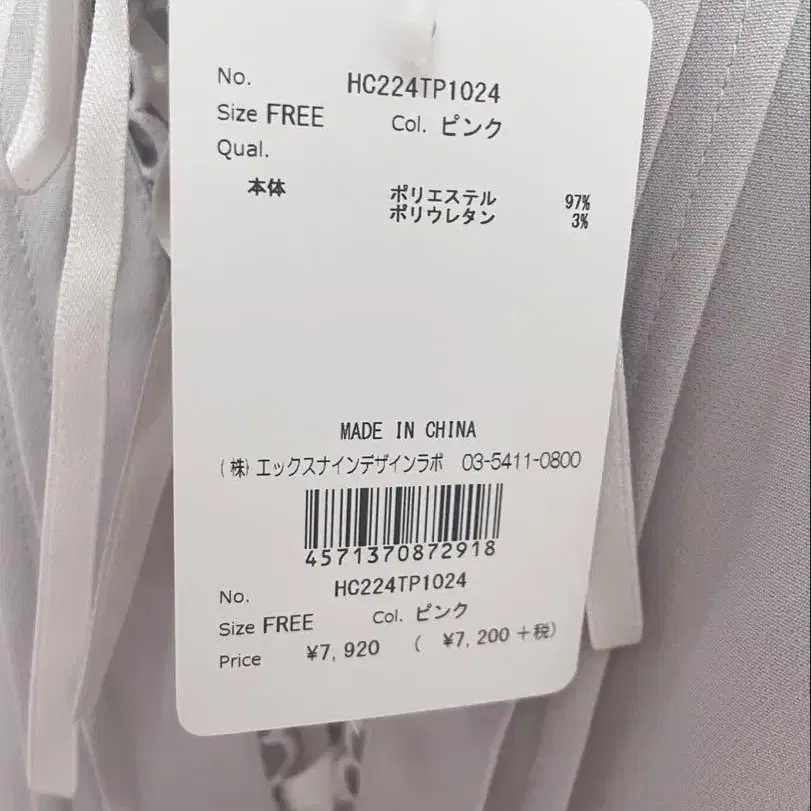 No. HC224TP1024
Size FREE Col. ピンク
Qual.
本体 ポリエステル 97%
ポリウレタン 3%
MADE IN CHINA
(株)エックスナインデザインラボ 03-5411-0800
4571370872918
No. HC224TP1024
Size FREE Col. ピンク
Price ¥7,920 ( ¥7,200+税)